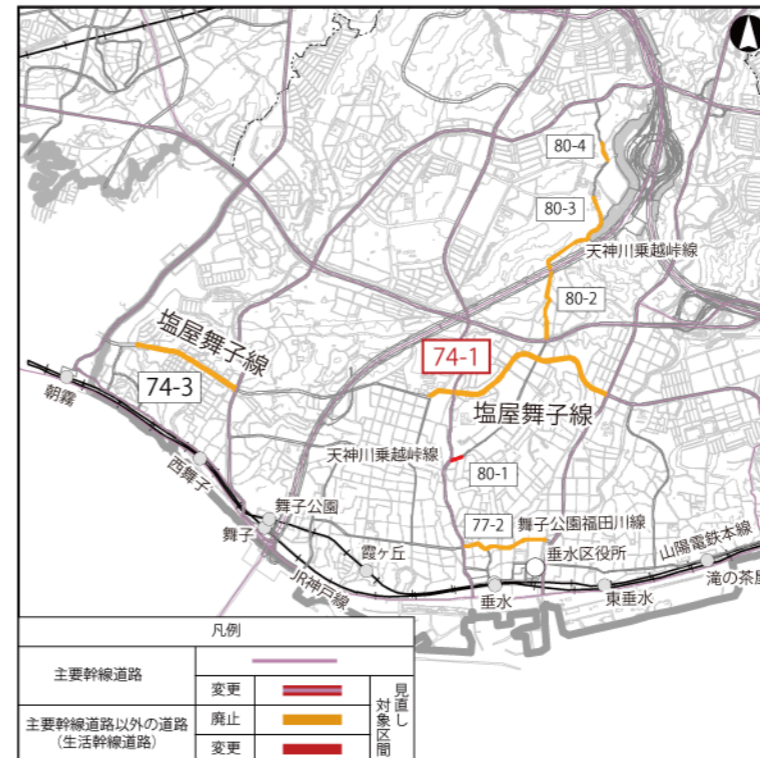 80-4
80-3
天神川乗越峠線
80-2
塩屋舞子線
74-1
74-3
塩屋舞子線
朝霧
天神川乗越峠線
80-1
西舞子
舞子公園
77-2
舞子公園福田川線
舞子
霞ヶ丘
垂水区役所
山陽電鉄本線
JR神戸線
垂水
東垂水
滝の茶屋
凡例
主要幹線道路
変更
主要幹線道路以外の道路
（生活幹線道路）
廃止
変更
見直し
対象区間